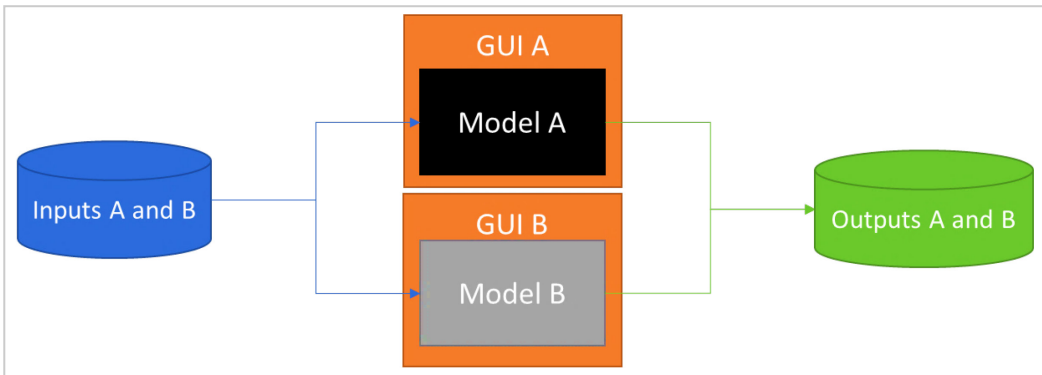 GUI A
Model A
Inputs A and B
Outputs A and B
GUI B
Model B